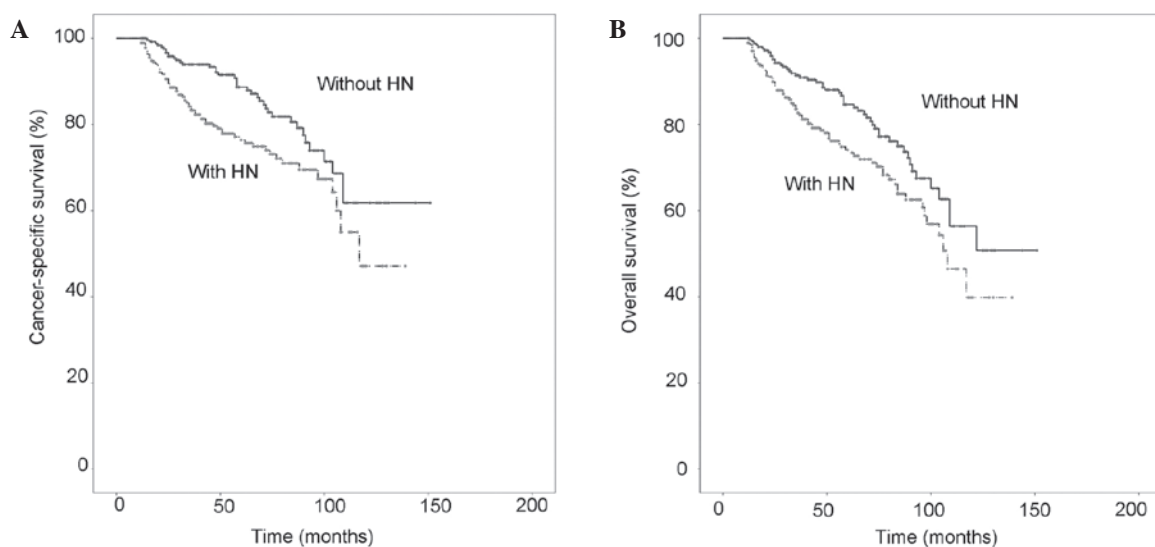 A
Cancer-specific survival (%)
100
80
60
40
20
0
Without HN
With HN
0 50 100 150 200
Time (months)
B
Overall survival (%)
100
80
60
40
20
0
Without HN
With HN
0 50 100 150 200
Time (months)